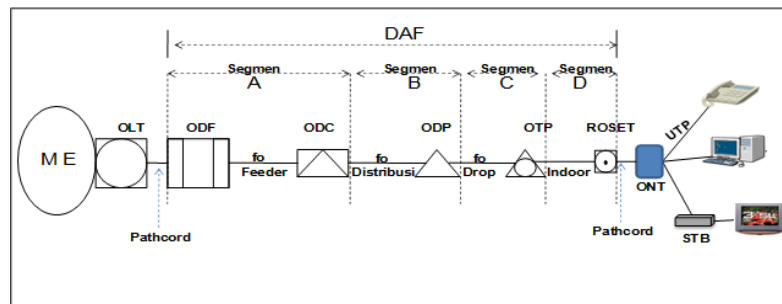 DAF
Segmen Segmen Segmen Segmen
A B C D
OLT ODF ODC ODP OTP ROSET
UTP
M E
fo fo fo
Feeder Distribusi Drop Indoor
ONT
Pathcord Pathcord
STB